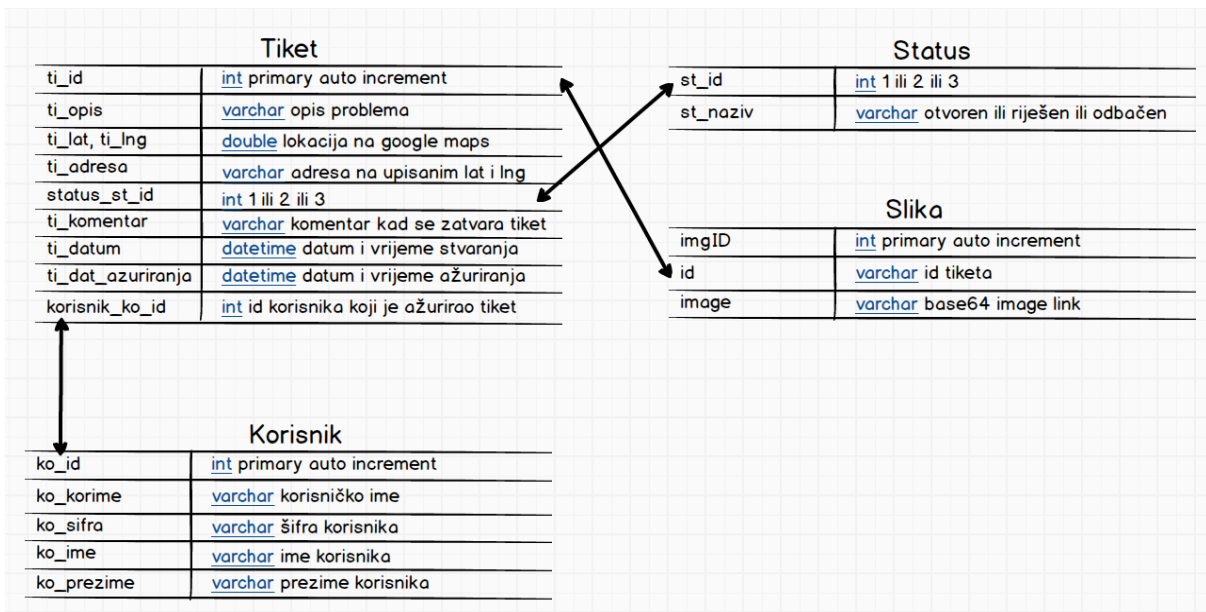 Tiket
ti_id int primary auto increment
ti_opis varchar opis problema
ti_lat, ti_lng double lokacija na google maps
ti_adresa varchar adresa na upisanim lat i lng
status_st_id int 1 ili 2 ili 3
ti_komentar varchar komentar kad se zatvara tiket
ti_datum datetime datum i vrijeme stvaranja
ti_dat_azuriranja datetime datum i vrijeme ažuriranja
korisnik_ko_id int id korisnika koji je ažurirao tiket
Status
st_id int 1 ili 2 ili 3
st_naziv varchar otvoren ili riješen ili odbačen
Slika
imgID int primary auto increment
id varchar id tiketa
image varchar base64 image link
Korisnik
ko_id int primary auto increment
ko_korime varchar korisničko ime
ko_sifra varchar šifra korisnika
ko_ime varchar ime korisnika
ko_prezime varchar prezime korisnika